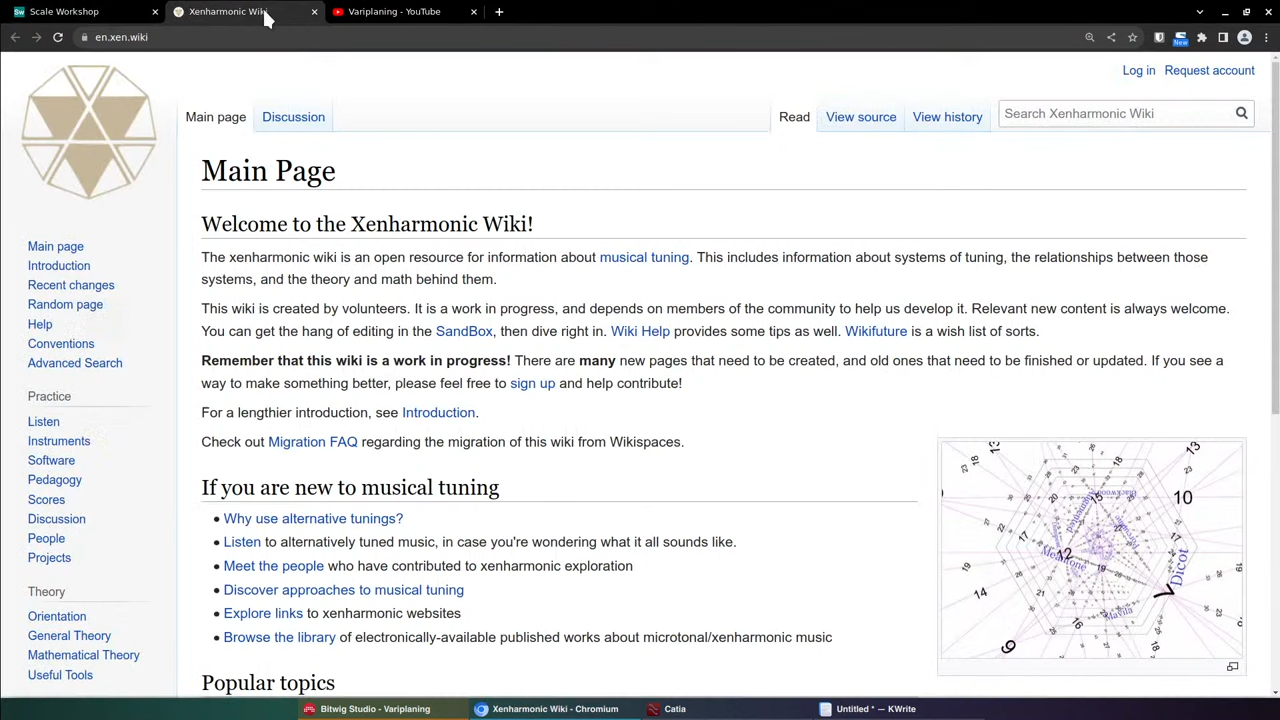 Scale Workshop
Xenharmonic Wiki
Variplaning - YouTube
en.xen.wiki
New
Log in
Request account
Main page
Discussion
Read
View source
View history
Search Xenharmonic Wiki
Main Page
Welcome to the Xenharmonic Wiki!
The xenharmonic wiki is an open resource for information about musical tuning. This includes information about systems of tuning, the relationships between those
systems, and the theory and math behind them.
This wiki is created by volunteers. It is a work in progress, and depends on members of the community to help us develop it. Relevant new content is always welcome.
You can get the hang of editing in the SandBox, then dive right in. Wiki Help provides some tips as well. Wikifuture is a wish list of sorts.
Remember that this wiki is a work in progress! There are many new pages that need to be created, and old ones that need to be finished or updated. If you see a
way to make something better, please feel free to sign up and help contribute!
For a lengthier introduction, see Introduction.
Check out Migration FAQ regarding the migration of this wiki from Wikispaces.
If you are new to musical tuning
Why use alternative tunings?
Listen to alternatively tuned music, in case you're wondering what it all sounds like.
Meet the people who have contributed to xenharmonic exploration
Discover approaches to musical tuning
Explore links to xenharmonic websites
Browse the library of electronically-available published works about microtonal/xenharmonic music
Popular topics
Main page
Introduction
Recent changes
Random page
Help
Conventions
Advanced Search
Practice
Listen
Instruments
Software
Pedagogy
Scores
Discussion
People
Projects
Theory
Orientation
General Theory
Mathematical Theory
Useful Tools
13
18
10
17
12
Meantone
Dicot
7
Mavila
14
16
9
Bitwig Studio - Variplaning
Xenharmonic Wiki - Chromium
Catia
Untitled * — KWrite